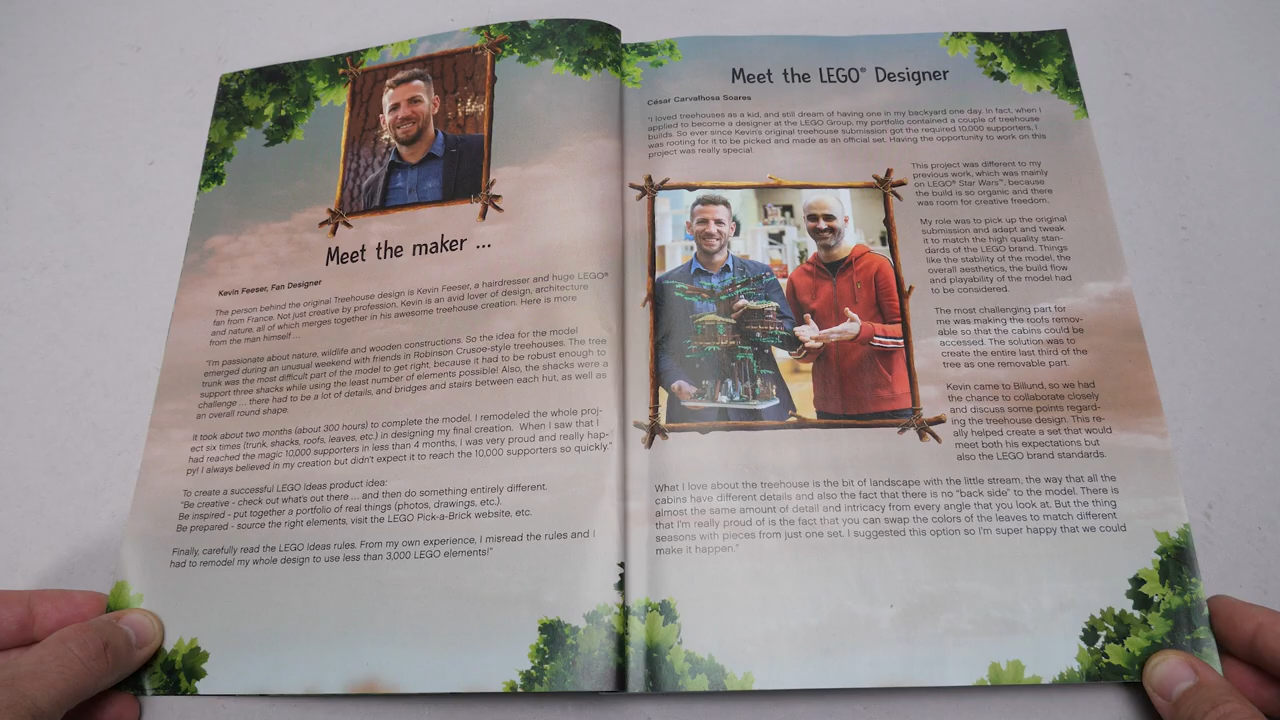 Meet the maker ...
Kevin Feeser, Fan Designer
The person behind the original Treehouse design is Kevin Feeser, a hairdresser and huge LEGO®
fan from France. Not just creative by profession, Kevin is an avid lover of design, architecture
and nature, all of which merges together in his awesome treehouse creation. Here is more
from the man himself ...
"I'm passionate about nature, wildlife and wooden constructions. So the idea for the model
emerged during an unusual weekend with friends in Robinson Crusoe-style treehouses. The tree
trunk was the most difficult part of the model to get right, because it had to be robust enough to
support three shacks while using the least number of elements possible! Also, the shacks were a
challenge ... there had to be a lot of details, and bridges and stairs between each hut, as well as
an overall round shape.
It took about two months (about 300 hours) to complete the model. I remodeled the whole proj-
ect six times (trunk, shacks, roofs, leaves, etc.) in designing my final creation. When I saw that I
had reached the magic 10,000 supporters in less than 4 months, I was very proud and really hap-
py! I always believed in my creation but didn't expect it to reach the 10,000 supporters so quickly."
To create a successful LEGO Ideas product idea:
"Be creative - check out what's out there ... and then do something entirely different.
Be inspired - put together a portfolio of real things (photos, drawings, etc.).
Be prepared - source the right elements, visit the LEGO Pick-a-Brick website, etc.
Finally, carefully read the LEGO Ideas rules. From my own experience, I misread the rules and I
had to remodel my whole design to use less than 3,000 LEGO elements!"
Meet the LEGO® Designer
César Carvalhosa Soares
"I loved treehouses as a kid, and still dream of having one in my backyard one day. In fact, when I
applied to become a designer at the LEGO Group, my portfolio contained a couple of treehouse
builds. So ever since Kevin's original treehouse submission got the required 10,000 supporters, I
was rooting for it to be picked and made as an official set. Having the opportunity to work on this
project was really special.
This project was different to my
previous work, which was mainly
on LEGO® Star Wars™, because
the build is so organic and there
was room for creative freedom.
My role was to pick up the original
submission and adapt and tweak
it to match the high quality stan-
dards of the LEGO brand. Things
like the stability of the model, the
overall aesthetics, the build flow
and playability of the model had
to be considered.
The most challenging part for
me was making the roofs remov-
able so that the cabins could be
accessed. The solution was to
create the entire last third of the
tree as one removable part.
Kevin came to Billund, so we had
the chance to collaborate closely
and discuss some points regard-
ing the treehouse design. This re-
ally helped create a set that would
meet both his expectations but
also the LEGO brand standards.
What I love about the treehouse is the bit of landscape with the little stream, the way that all the
cabins have different details and also the fact that there is no "back side" to the model. There is
almost the same amount of detail and intricacy from every angle that you look at. But the thing
that I'm really proud of is the fact that you can swap the colors of the leaves to match different
seasons with pieces from just one set. I suggested this option so I'm super happy that we could
make it happen."